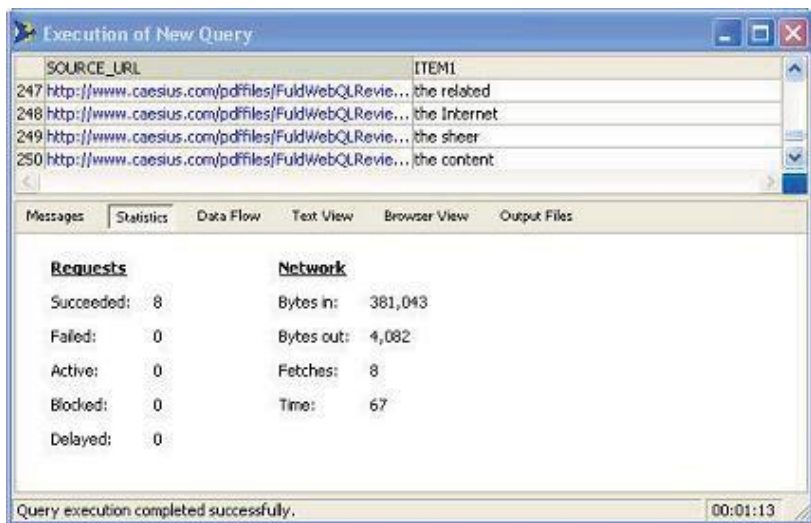 Execution of New Query
SOURCE_URL ITEM1
247 http://www.caesius.com/pdffiles/FuldWebQLRevie... the related
248 http://www.caesius.com/pdffiles/FuldWebQLRevie... the Internet
249 http://www.caesius.com/pdffiles/FuldWebQLRevie... the sheer
250 http://www.caesius.com/pdffiles/FuldWebQLRevie... the content
Messages Statistics Data Flow Text View Browser View Output Files
Requests Network
Succeeded: 8 Bytes in: 381,043
Failed: 0 Bytes out: 4,082
Active: 0 Fetches: 8
Blocked: 0 Time: 67
Delayed: 0
Query execution completed successfully. 00:01:13